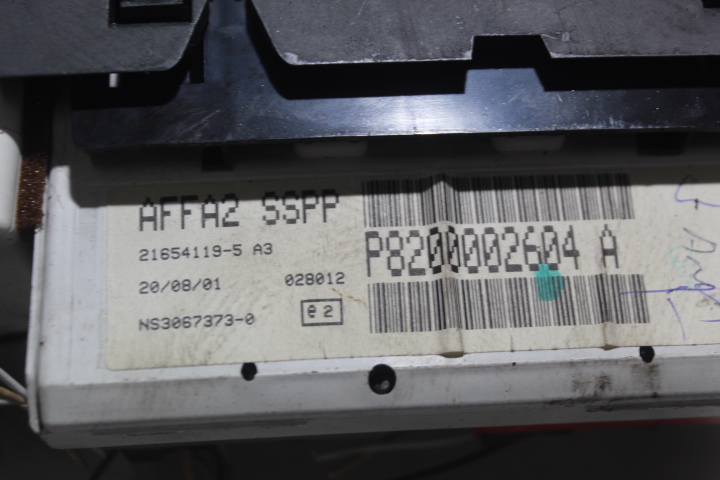 AFFA2 SSPP
21654119-5 A3
20/08/01 028012
NS3067373-0
e 2
P8200002604 A